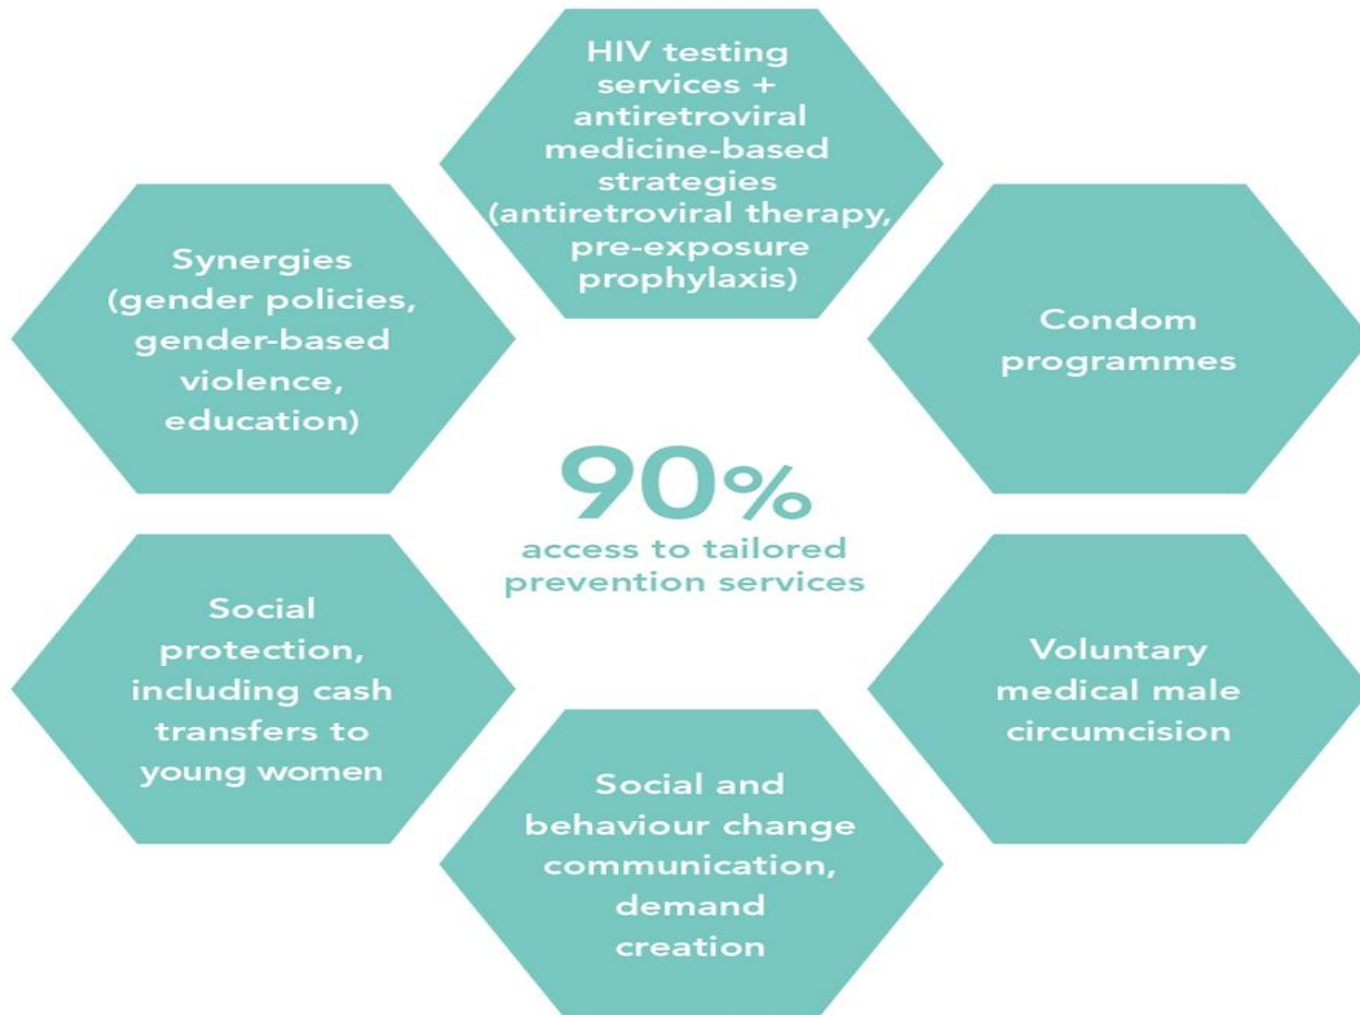 HIV testing
services +
antiretroviral
medicine-based
strategies
(antiretroviral therapy,
pre-exposure
prophylaxis)
Synergies
(gender policies,
gender-based
violence,
education)
Condom
programmes
90%
access to tailored
prevention services
Social
protection,
including cash
transfers to
young women
Voluntary
medical male
circumcision
Social and
behaviour change
communication,
demand
creation